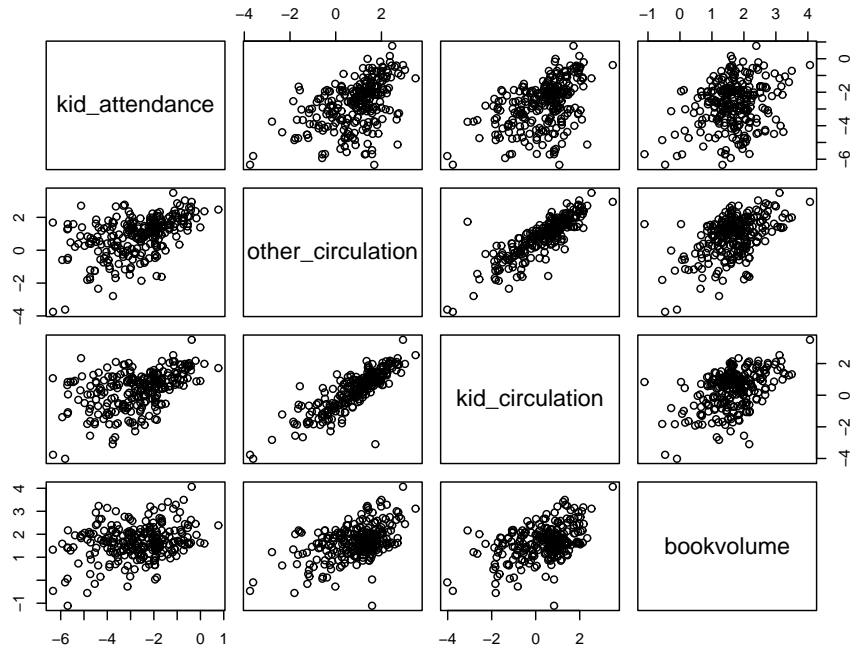 −4 −2 0 2 −1 0 1 2 3 4
kid_attendance
−6 −4 −2 0
−4 −2 0 2
other_circulation
kid_circulation
−4 −2 0 2
−1 1 2 3 4
bookvolume
−6 −4 −2 0 1 −4 −2 0 2